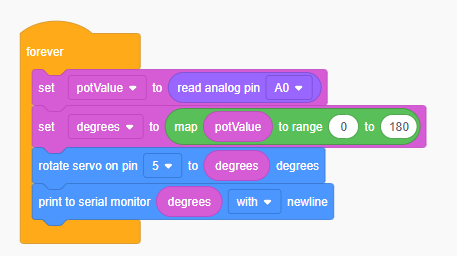 forever
set potValue to read analog pin A0
set degrees to map potValue to range 0 to 180
rotate servo on pin 5 to degrees degrees
print to serial monitor degrees with newline